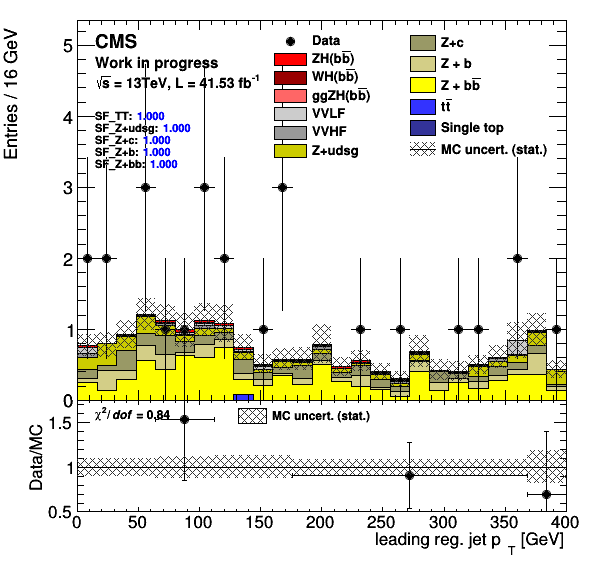 CMS
Work in progress
√s = 13TeV, L = 41.53 fb⁻¹
SF_TT: 1.000
SF_Z+udsg: 1.000
SF_Z+c: 1.000
SF_Z+b: 1.000
SF_Z+bb: 1.000
Data
ZH(bb̅)
WH(bb̅)
ggZH(bb̅)
VVLF
VVHF
Z+udsg
Z+c
Z + b
Z + bb̅
tt̅
Single top
MC uncert. (stat.)
Entries / 16 GeV
5
4
3
2
1
0
χ²/ dof = 0.84
MC uncert. (stat.)
Data/MC
1.5
1
0.5
0 50 100 150 200 250 300 350 400
leading reg. jet p_T [GeV]